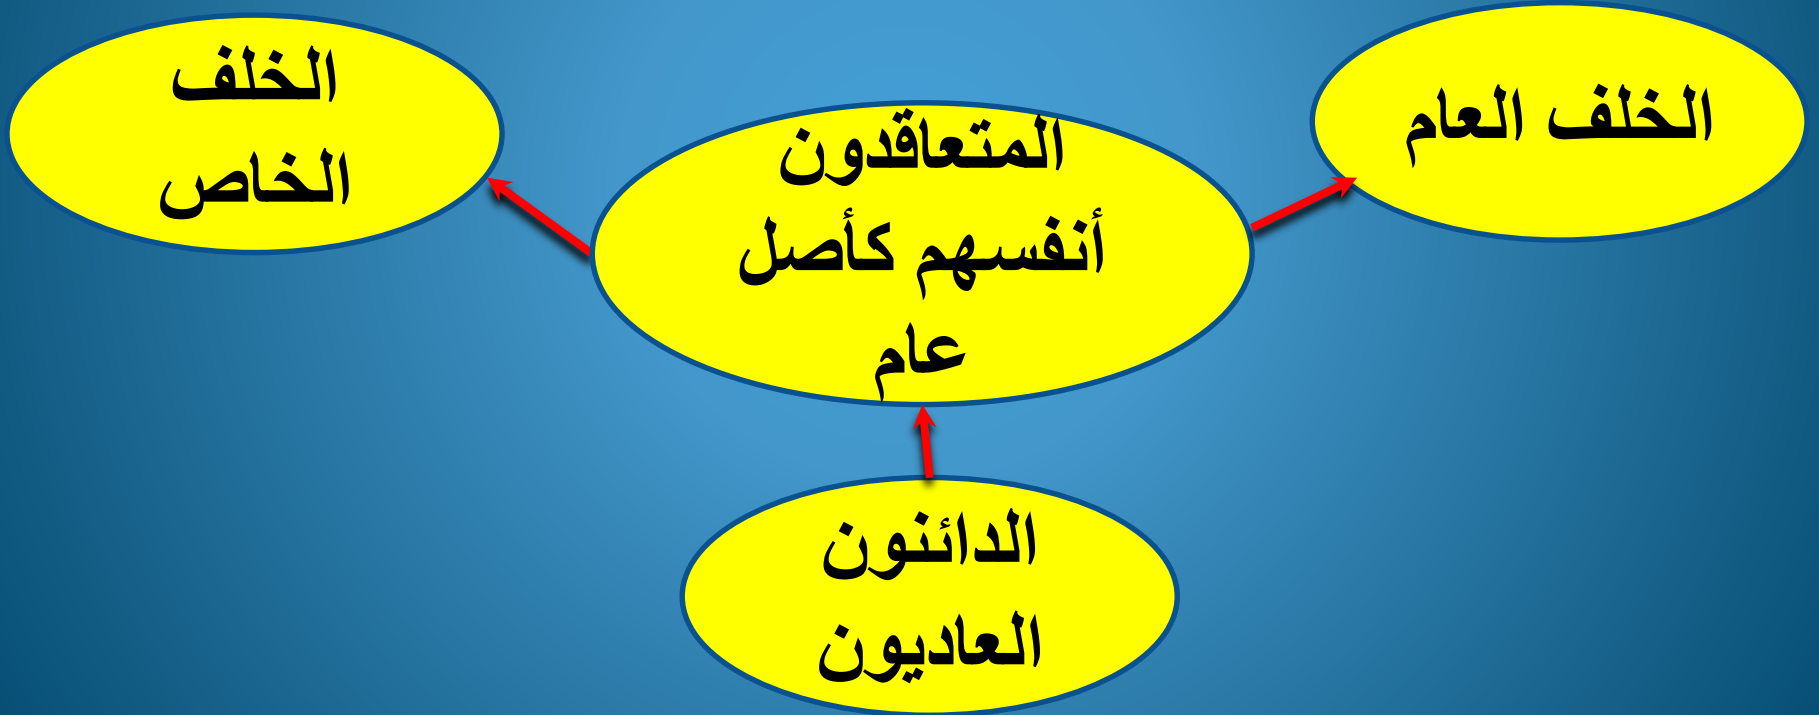 الخلف العام
المتعاقدون
أنفسهم كأصل
عام
الخلف
الخاص
الدائنون
العاديون